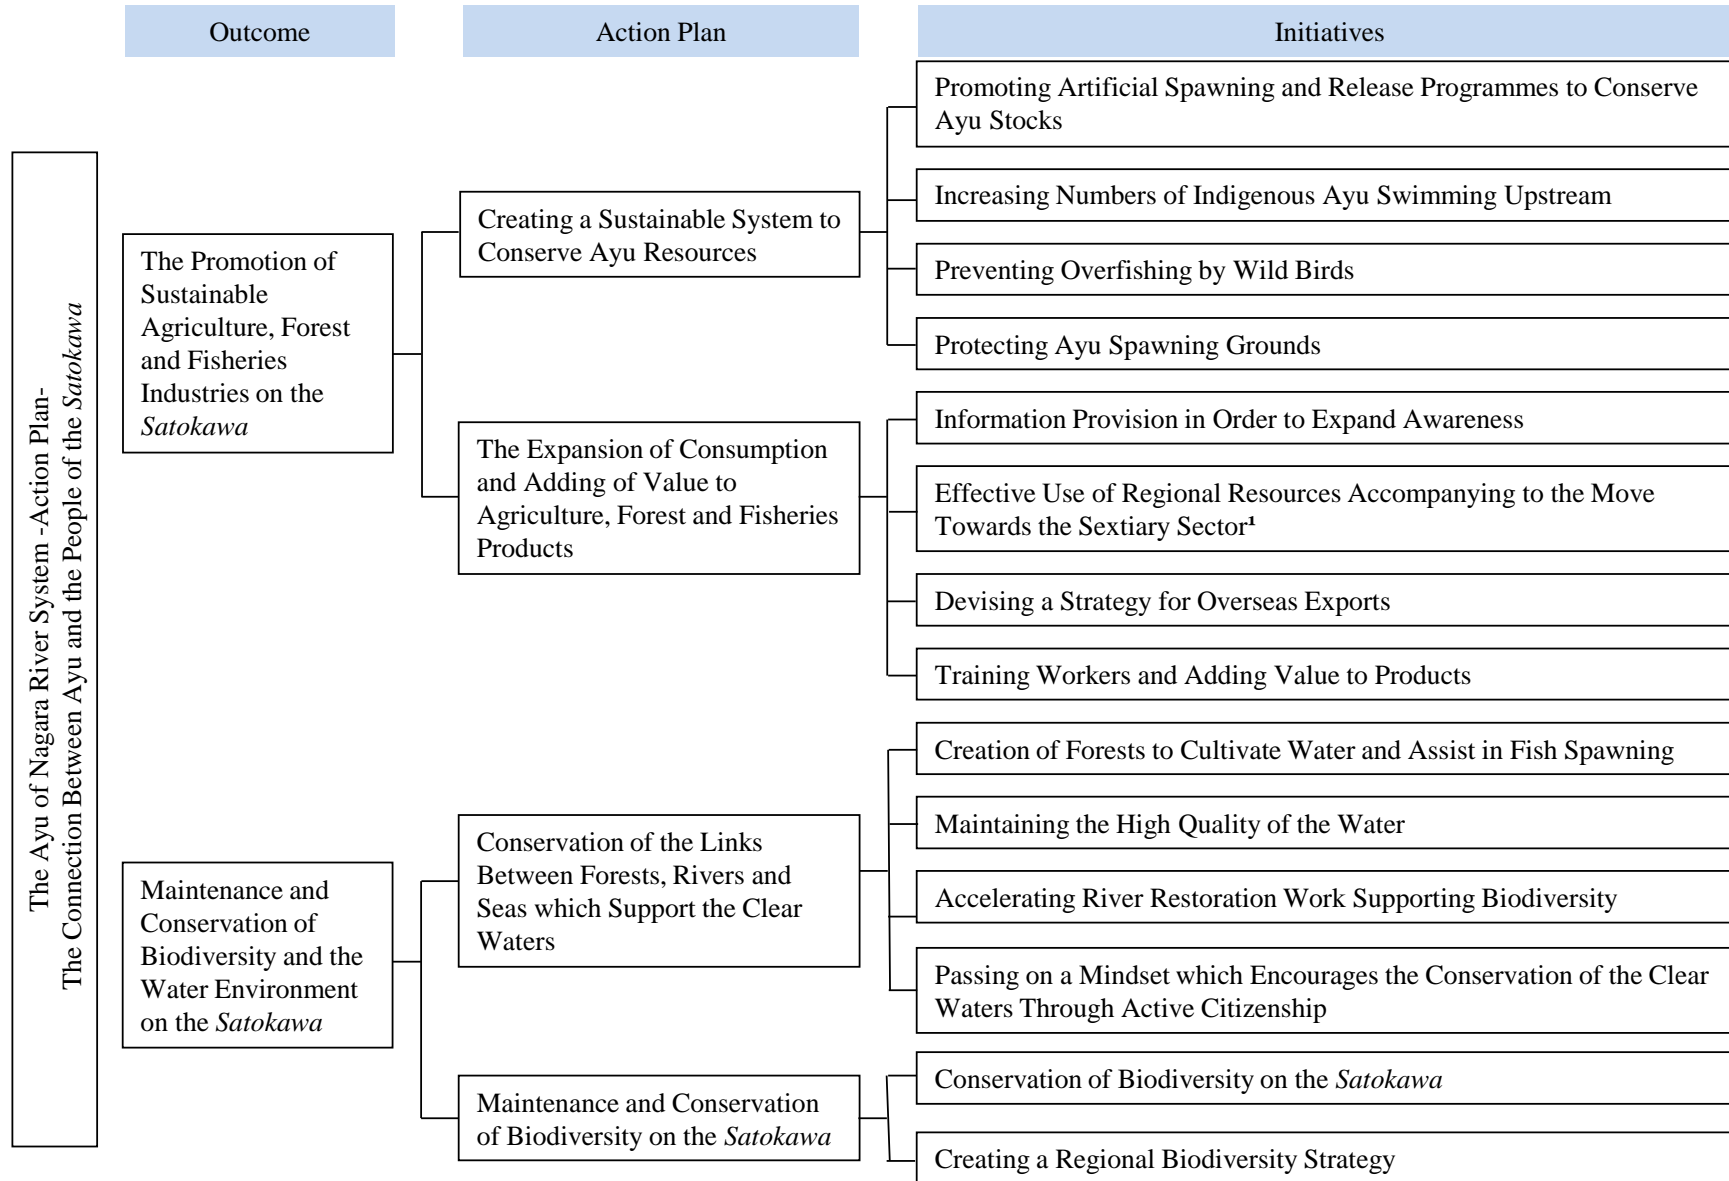 Outcome
Action Plan
Initiatives
The Ayu of Nagara River System -Action Plan-
The Connection Between Ayu and the People of the Satokawa
The Promotion of
Sustainable
Agriculture, Forest
and Fisheries
Industries on the
Satokawa
Creating a Sustainable System to
Conserve Ayu Resources
Promoting Artificial Spawning and Release Programmes to Conserve
Ayu Stocks
Increasing Numbers of Indigenous Ayu Swimming Upstream
Preventing Overfishing by Wild Birds
Protecting Ayu Spawning Grounds
The Expansion of Consumption
and Adding of Value to
Agriculture, Forest and Fisheries
Products
Information Provision in Order to Expand Awareness
Effective Use of Regional Resources Accompanying to the Move
Towards the Sextiary Sector¹
Devising a Strategy for Overseas Exports
Training Workers and Adding Value to Products
Maintenance and
Conservation of
Biodiversity and the
Water Environment
on the Satokawa
Conservation of the Links
Between Forests, Rivers and
Seas which Support the Clear
Waters
Creation of Forests to Cultivate Water and Assist in Fish Spawning
Maintaining the High Quality of the Water
Accelerating River Restoration Work Supporting Biodiversity
Passing on a Mindset which Encourages the Conservation of the Clear
Waters Through Active Citizenship
Maintenance and Conservation
of Biodiversity on the Satokawa
Conservation of Biodiversity on the Satokawa
Creating a Regional Biodiversity Strategy